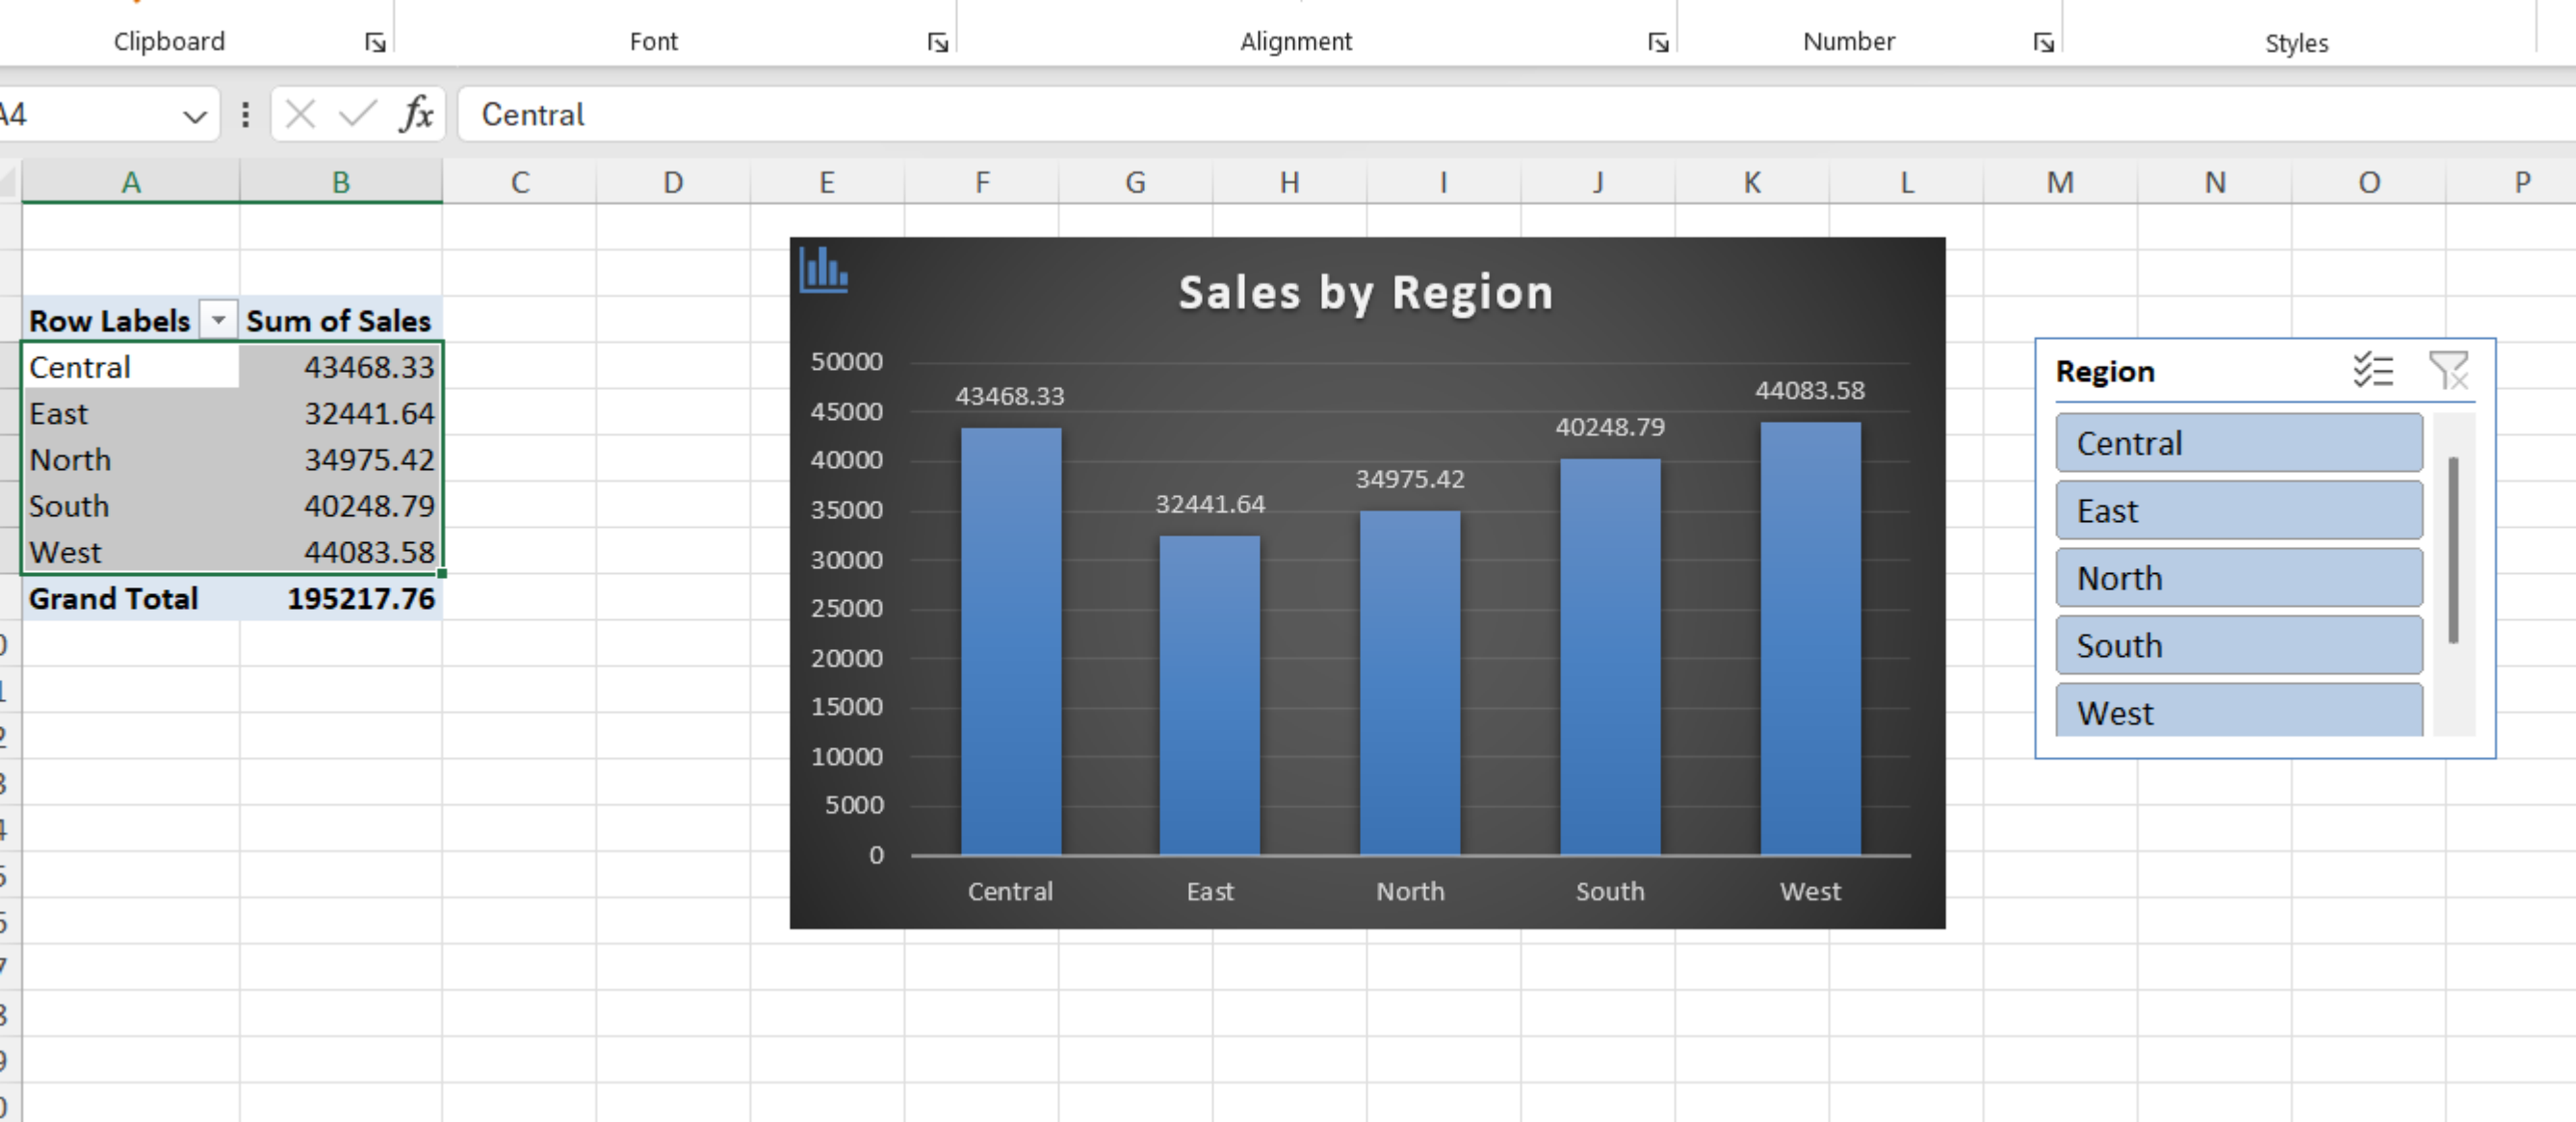 Clipboard Font Alignment Number Styles
A4 fx Central
A B C D E F G H I J K L M N O P
Row Labels Sum of Sales
Central 43468.33
East 32441.64
North 34975.42
South 40248.79
West 44083.58
Grand Total 195217.76
Sales by Region
50000
45000
40000
35000
30000
25000
20000
15000
10000
5000
0
43468.33
32441.64
34975.42
40248.79
44083.58
Central East North South West
Region
Central
East
North
South
West